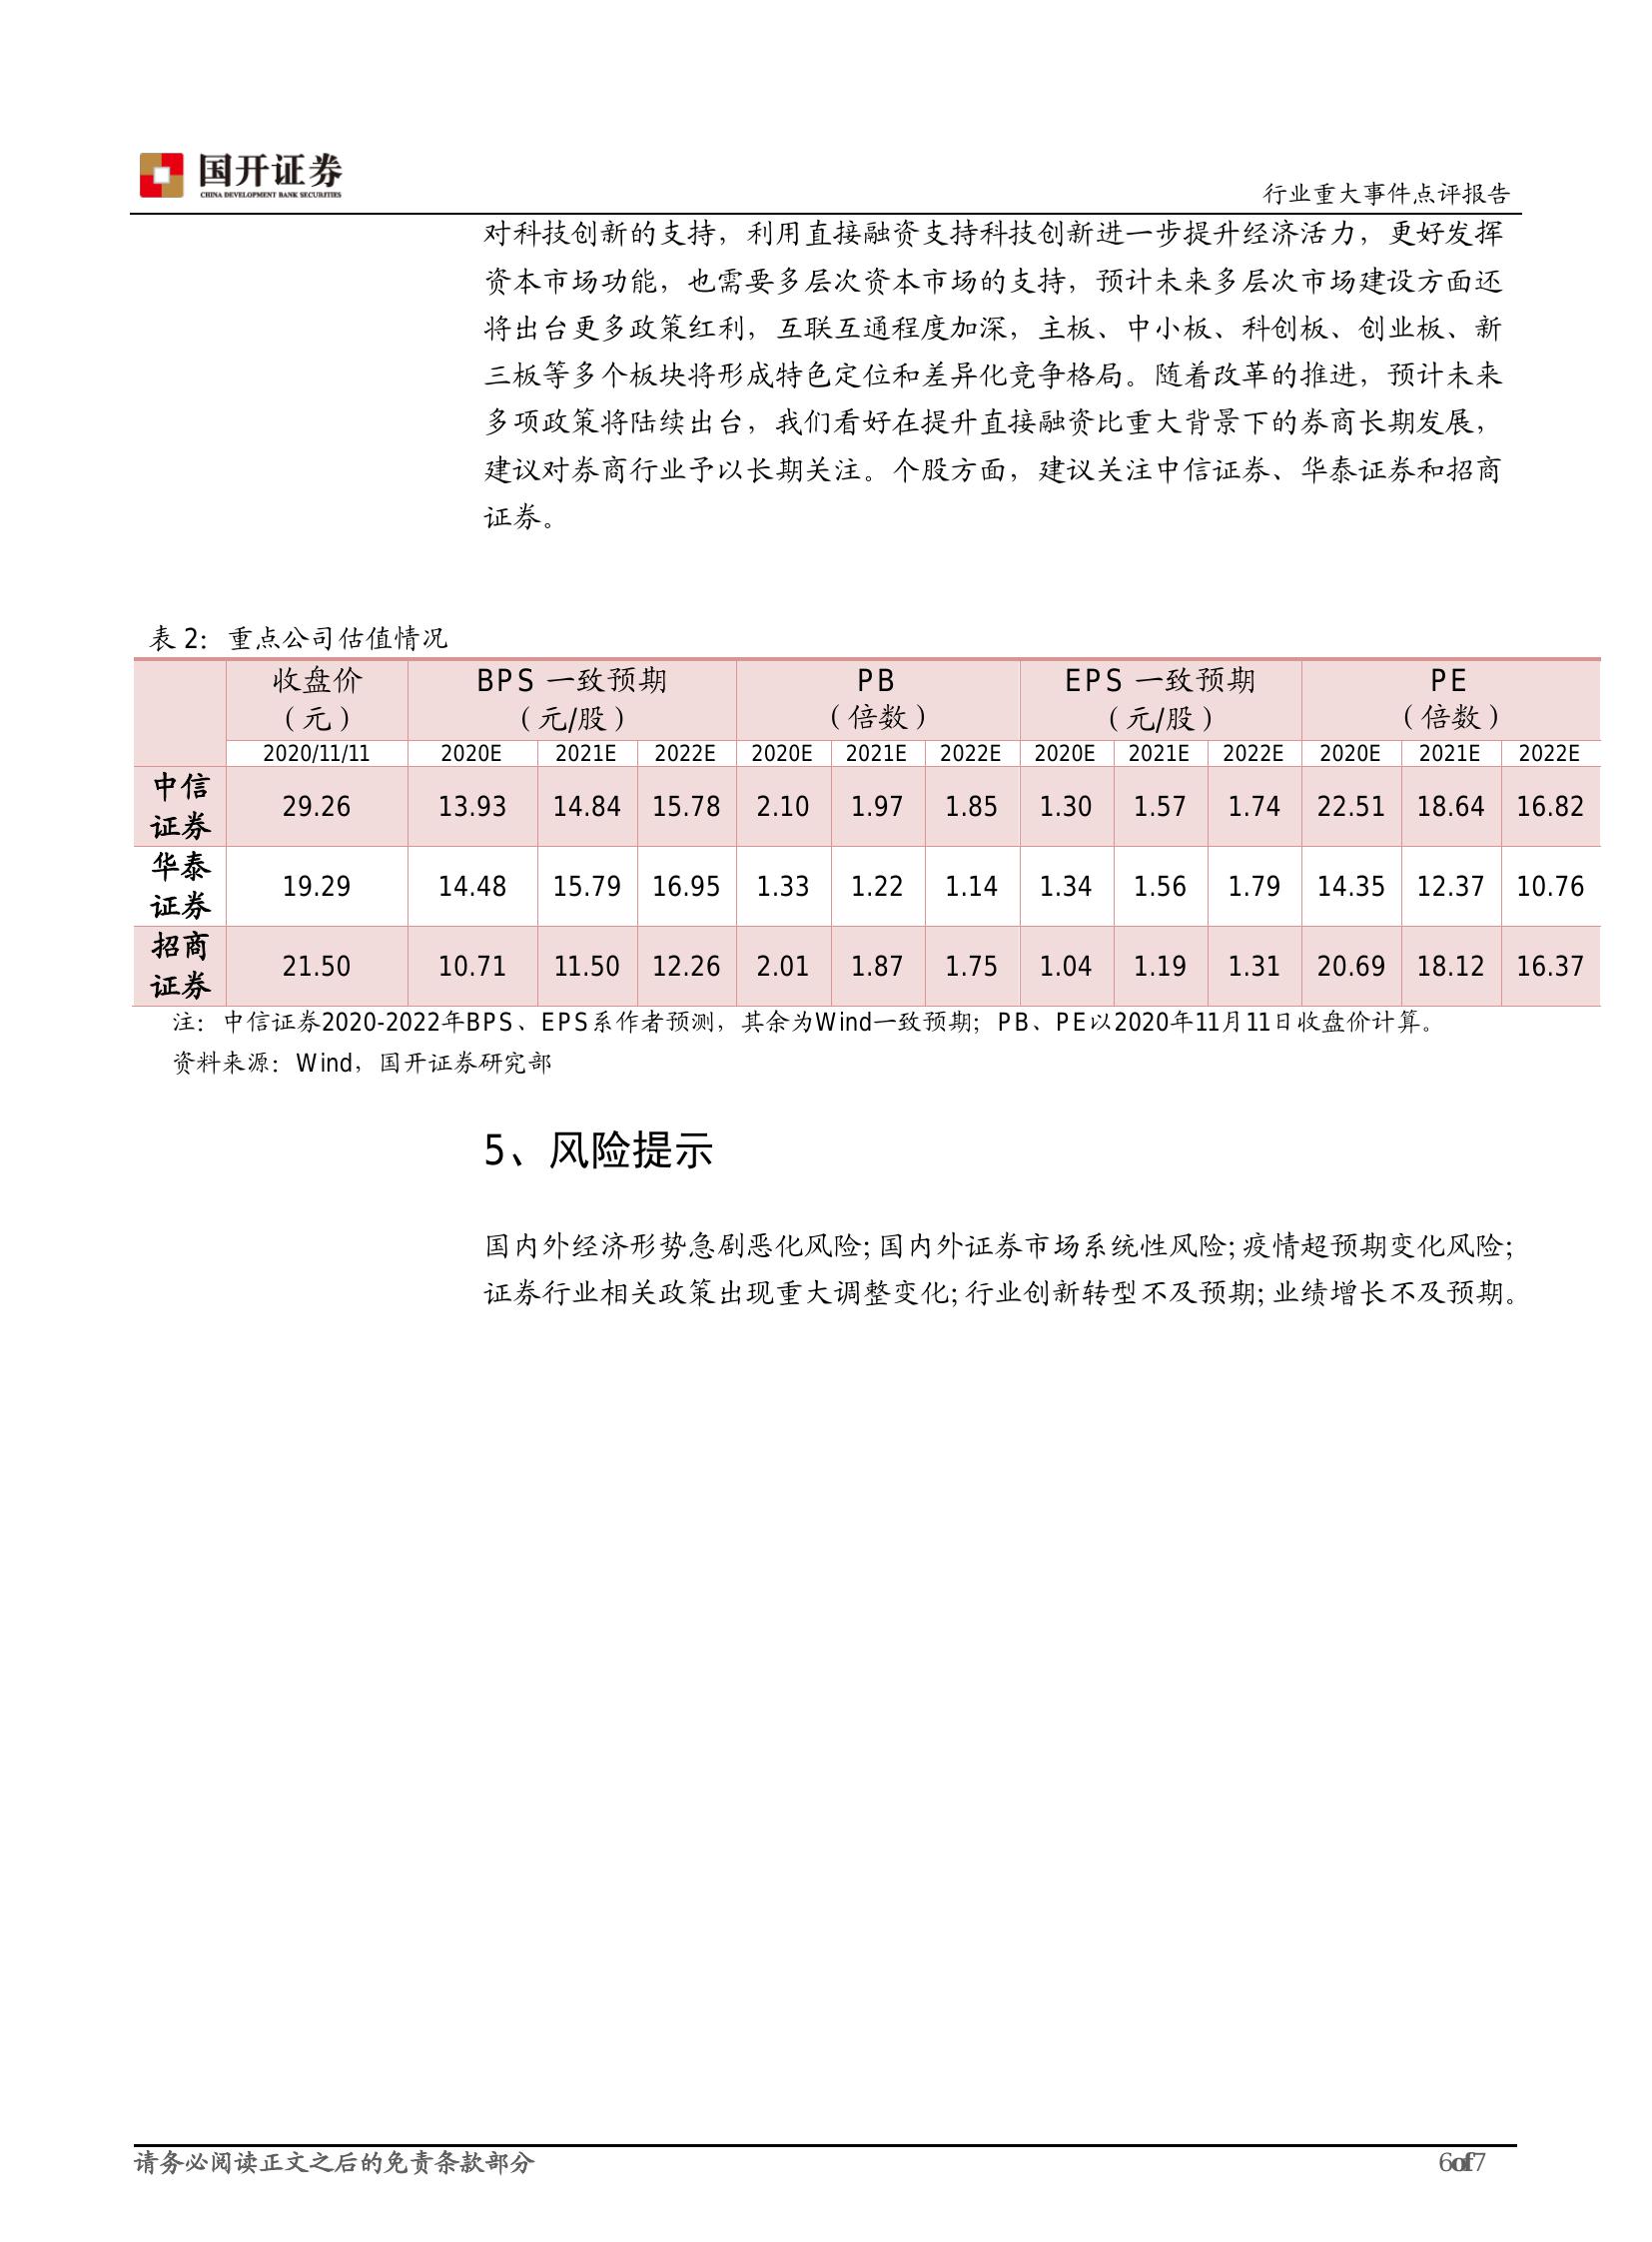 国开证券
CHINA DEVELOPMENT BANK SECURITIES
行业重大事件点评报告
对科技创新的支持，利用直接融资支持科技创新进一步提升经济活力，更好发挥
资本市场功能，也需要多层次资本市场的支持，预计未来多层次市场建设方面还
将出台更多政策红利，互联互通程度加深，主板、中小板、科创板、创业板、新
三板等多个板块将形成特色定位和差异化竞争格局。随着改革的推进，预计未来
多项政策将陆续出台，我们看好在提升直接融资比重大背景下的券商长期发展，
建议对券商行业予以长期关注。个股方面，建议关注中信证券、华泰证券和招商
证券。
表 2：重点公司估值情况
收盘价 BPS 一致预期 PB EPS 一致预期 PE
（元） （元/股） （倍数） （元/股） （倍数）
2020/11/11 2020E 2021E 2022E 2020E 2021E 2022E 2020E 2021E 2022E 2020E 2021E 2022E
中信
证券 29.26 13.93 14.84 15.78 2.10 1.97 1.85 1.30 1.57 1.74 22.51 18.64 16.82
华泰
证券 19.29 14.48 15.79 16.95 1.33 1.22 1.14 1.34 1.56 1.79 14.35 12.37 10.76
招商
证券 21.50 10.71 11.50 12.26 2.01 1.87 1.75 1.04 1.19 1.31 20.69 18.12 16.37
注：中信证券2020-2022年BPS、EPS系作者预测，其余为Wind一致预期；PB、PE以2020年11月11日收盘价计算。
资料来源：Wind，国开证券研究部
5、风险提示
国内外经济形势急剧恶化风险；国内外证券市场系统性风险；疫情超预期变化风险；
证券行业相关政策出现重大调整变化；行业创新转型不及预期；业绩增长不及预期。
请务必阅读正文之后的免责条款部分
6of7